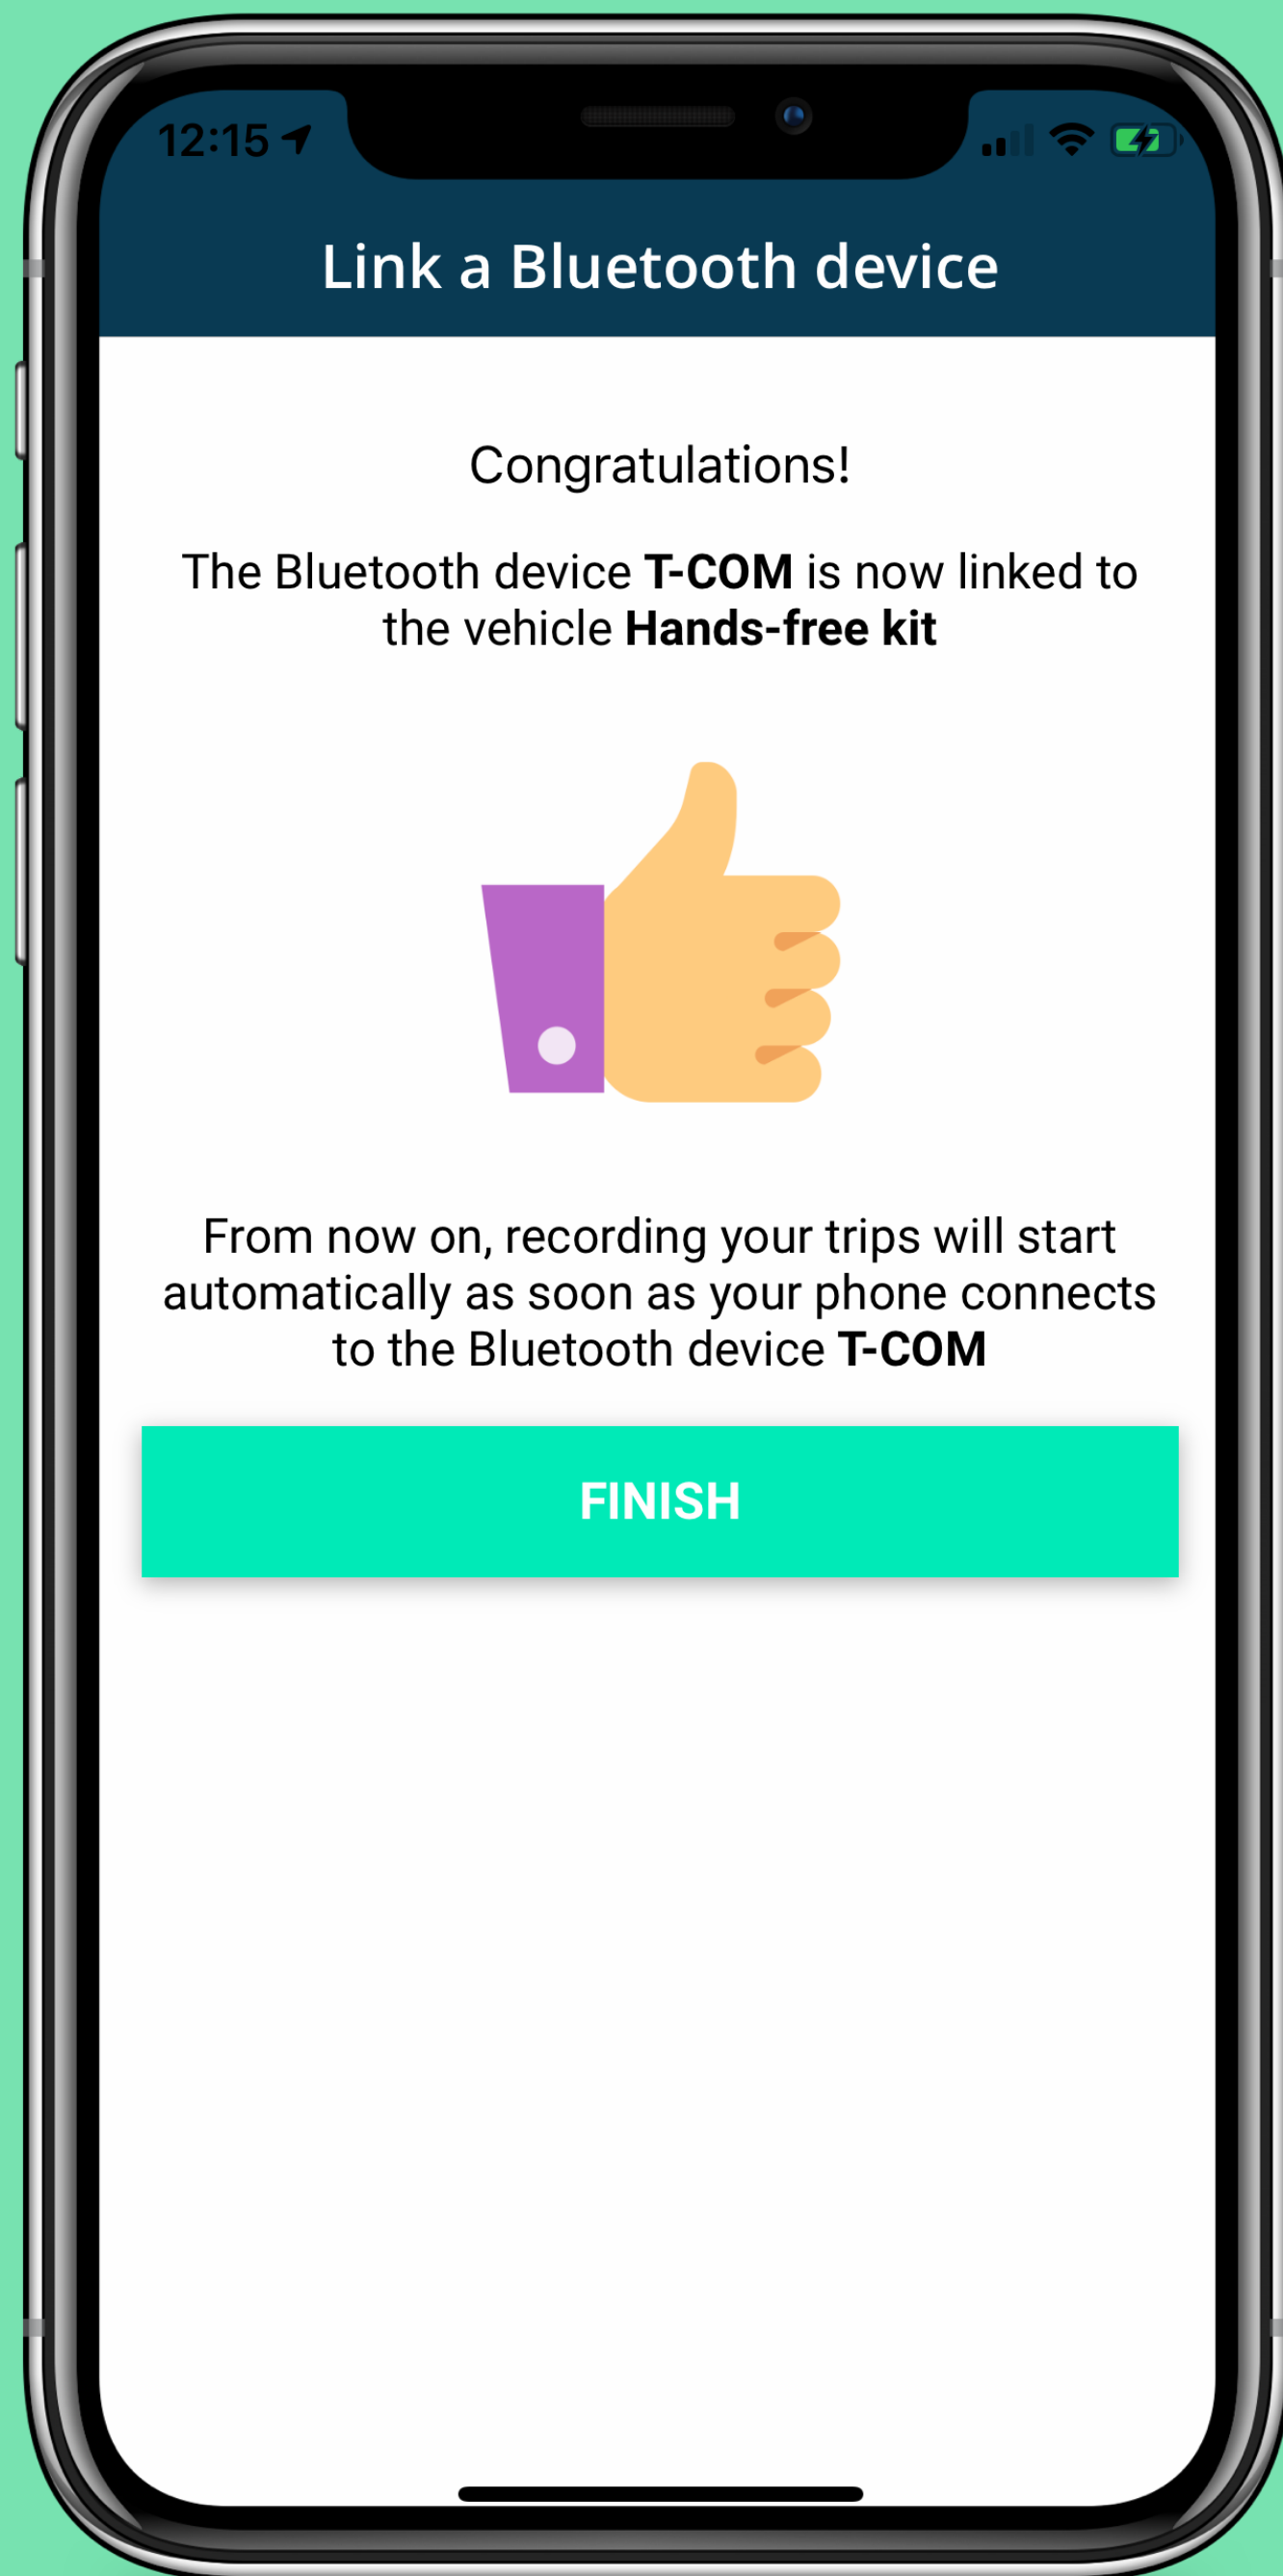 12:15
Link a Bluetooth device
Congratulations!
The Bluetooth device T-COM is now linked to
the vehicle Hands-free kit
From now on, recording your trips will start
automatically as soon as your phone connects
to the Bluetooth device T-COM
FINISH